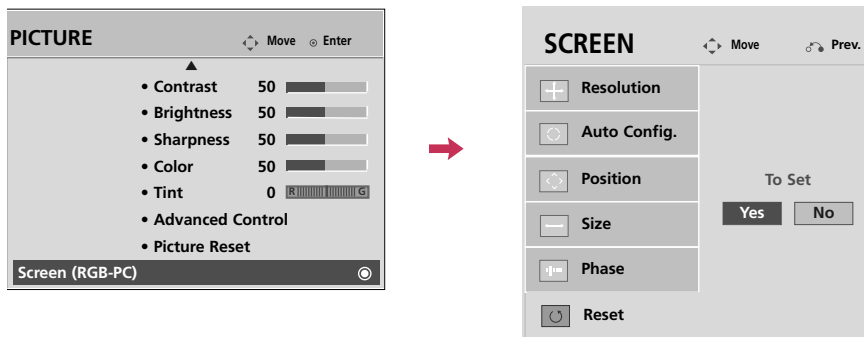 PICTURE Move Enter
• Contrast 50
• Brightness 50
• Sharpness 50
• Color 50
• Tint 0 R G
• Advanced Control
• Picture Reset
Screen (RGB-PC)
SCREEN Move Prev.
Resolution
Auto Config.
Position
Size
Phase
Reset
To Set
Yes No